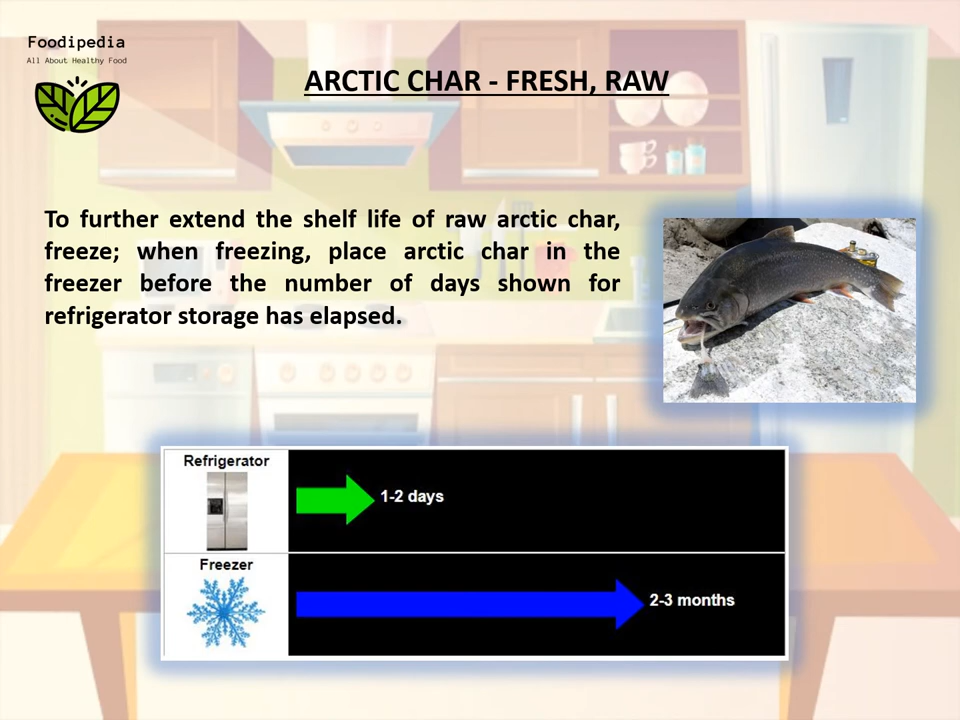 Foodipedia
All About Healthy Food
ARCTIC CHAR - FRESH, RAW
To further extend the shelf life of raw arctic char,
freeze; when freezing, place arctic char in the
freezer before the number of days shown for
refrigerator storage has elapsed.
Refrigerator
1-2 days
Freezer
2-3 months